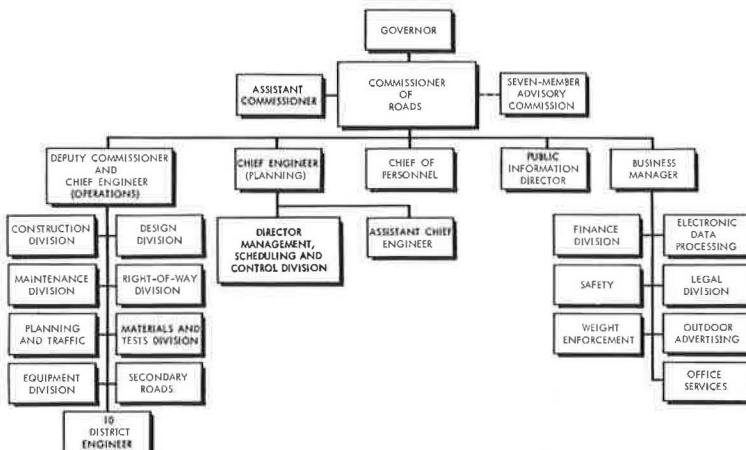 GOVERNOR
ASSISTANT
COMMISSIONER
COMMISSIONER
OF
ROADS
SEVEN-MEMBER
ADVISORY
COMMISSION
DEPUTY COMMISSIONER
AND
CHIEF ENGINEER
(OPERATIONS)
CHIEF ENGINEER
(PLANNING)
CHIEF OF
PERSONNEL
PUBLIC
INFORMATION
DIRECTOR
BUSINESS
MANAGER
CONSTRUCTION
DIVISION
DESIGN
DIVISION
MAINTENANCE
DIVISION
RIGHT-OF-WAY
DIVISION
PLANNING
AND TRAFFIC
MATERIALS AND
TESTS DIVISION
EQUIPMENT
DIVISION
SECONDARY
ROADS
10
DISTRICT
ENGINEER
DIRECTOR
MANAGEMENT,
SCHEDULING AND
CONTROL DIVISION
ASSISTANT CHIEF
ENGINEER
FINANCE
DIVISION
ELECTRONIC
DATA
PROCESSING
SAFETY
LEGAL
DIVISION
WEIGHT
ENFORCEMENT
OUTDOOR
ADVERTISING
OFFICE
SERVICES